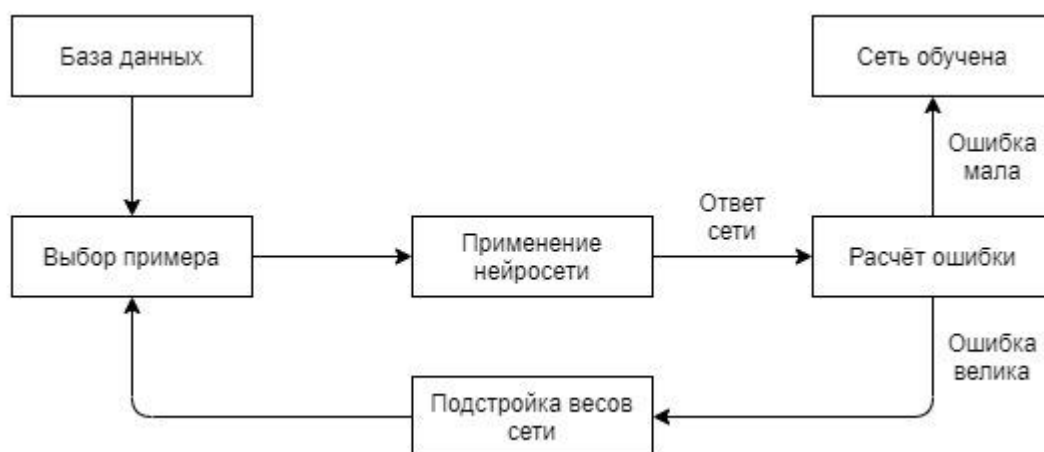 База данных
Сеть обучена
Ошибка
мала
Ответ
сети
Выбор примера
Применение
нейросети
Расчёт ошибки
Ошибка
велика
Подстройка весов
сети